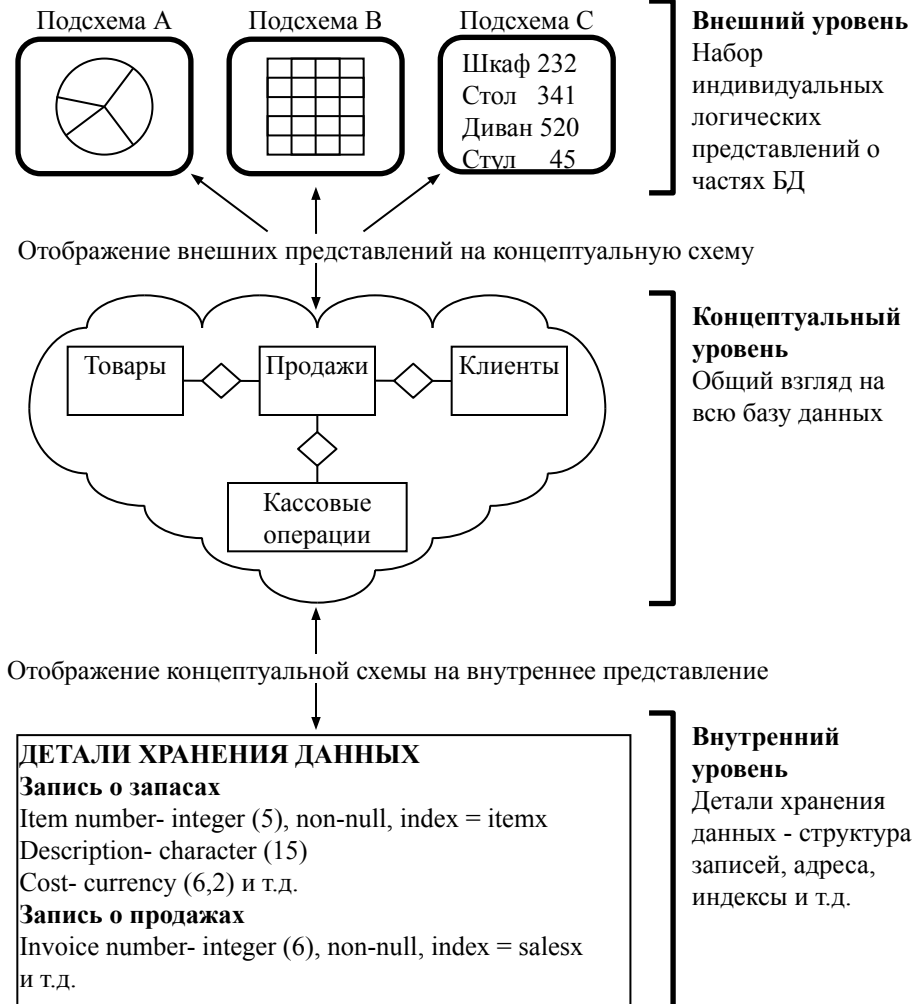 Подсхема А
Подсхема В
Подсхема С
Шкаф 232
Стол 341
Диван 520
Стул 45
Внешний уровень
Набор
индивидуальных
логических
представлений о
частях БД
Отображение внешних представлений на концептуальную схему
Товары
Продажи
Клиенты
Кассовые
операции
Концептуальный
уровень
Общий взгляд на
всю базу данных
Отображение концептуальной схемы на внутреннее представление
ДЕТАЛИ ХРАНЕНИЯ ДАННЫХ
Запись о запасах
Item number- integer (5), non-null, index = itemx
Description- character (15)
Cost- currency (6,2) и т.д.
Запись о продажах
Invoice number- integer (6), non-null, index = salesx
и т.д.
Внутренний
уровень
Детали хранения
данных - структура
записей, адреса,
индексы и т.д.